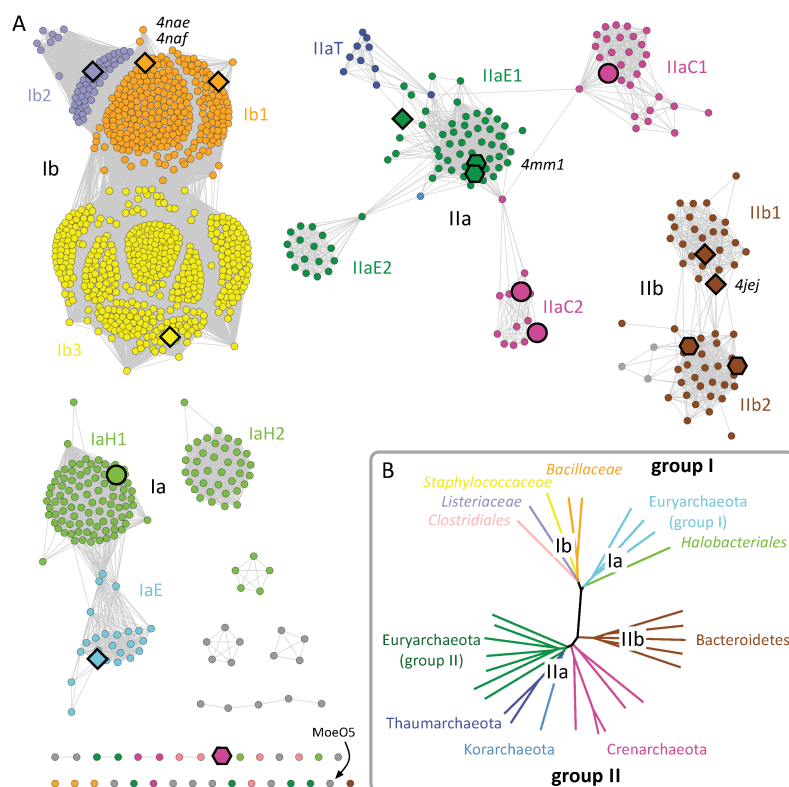 A
4nae
4naf
Ib2
Ib1
Ib
Ib3
IIaT
IIaE1
IIaC1
4mm1
IIa
IIaE2
IIaC2
IIb1
IIb
4jej
IIb2
IaH1
IaH2
Ia
IaE
MoeO5
B
group I
Bacillaceae
Staphylococcaceae
Listeriaceae
Clostridiales
Ib
Euryarchaeota
(group I)
Ia
Halobacteriales
Euryarchaeota
(group II)
IIb
Bacteroidetes
IIa
Thaumarchaeota
Korarchaeota
Crenarchaeota
group II